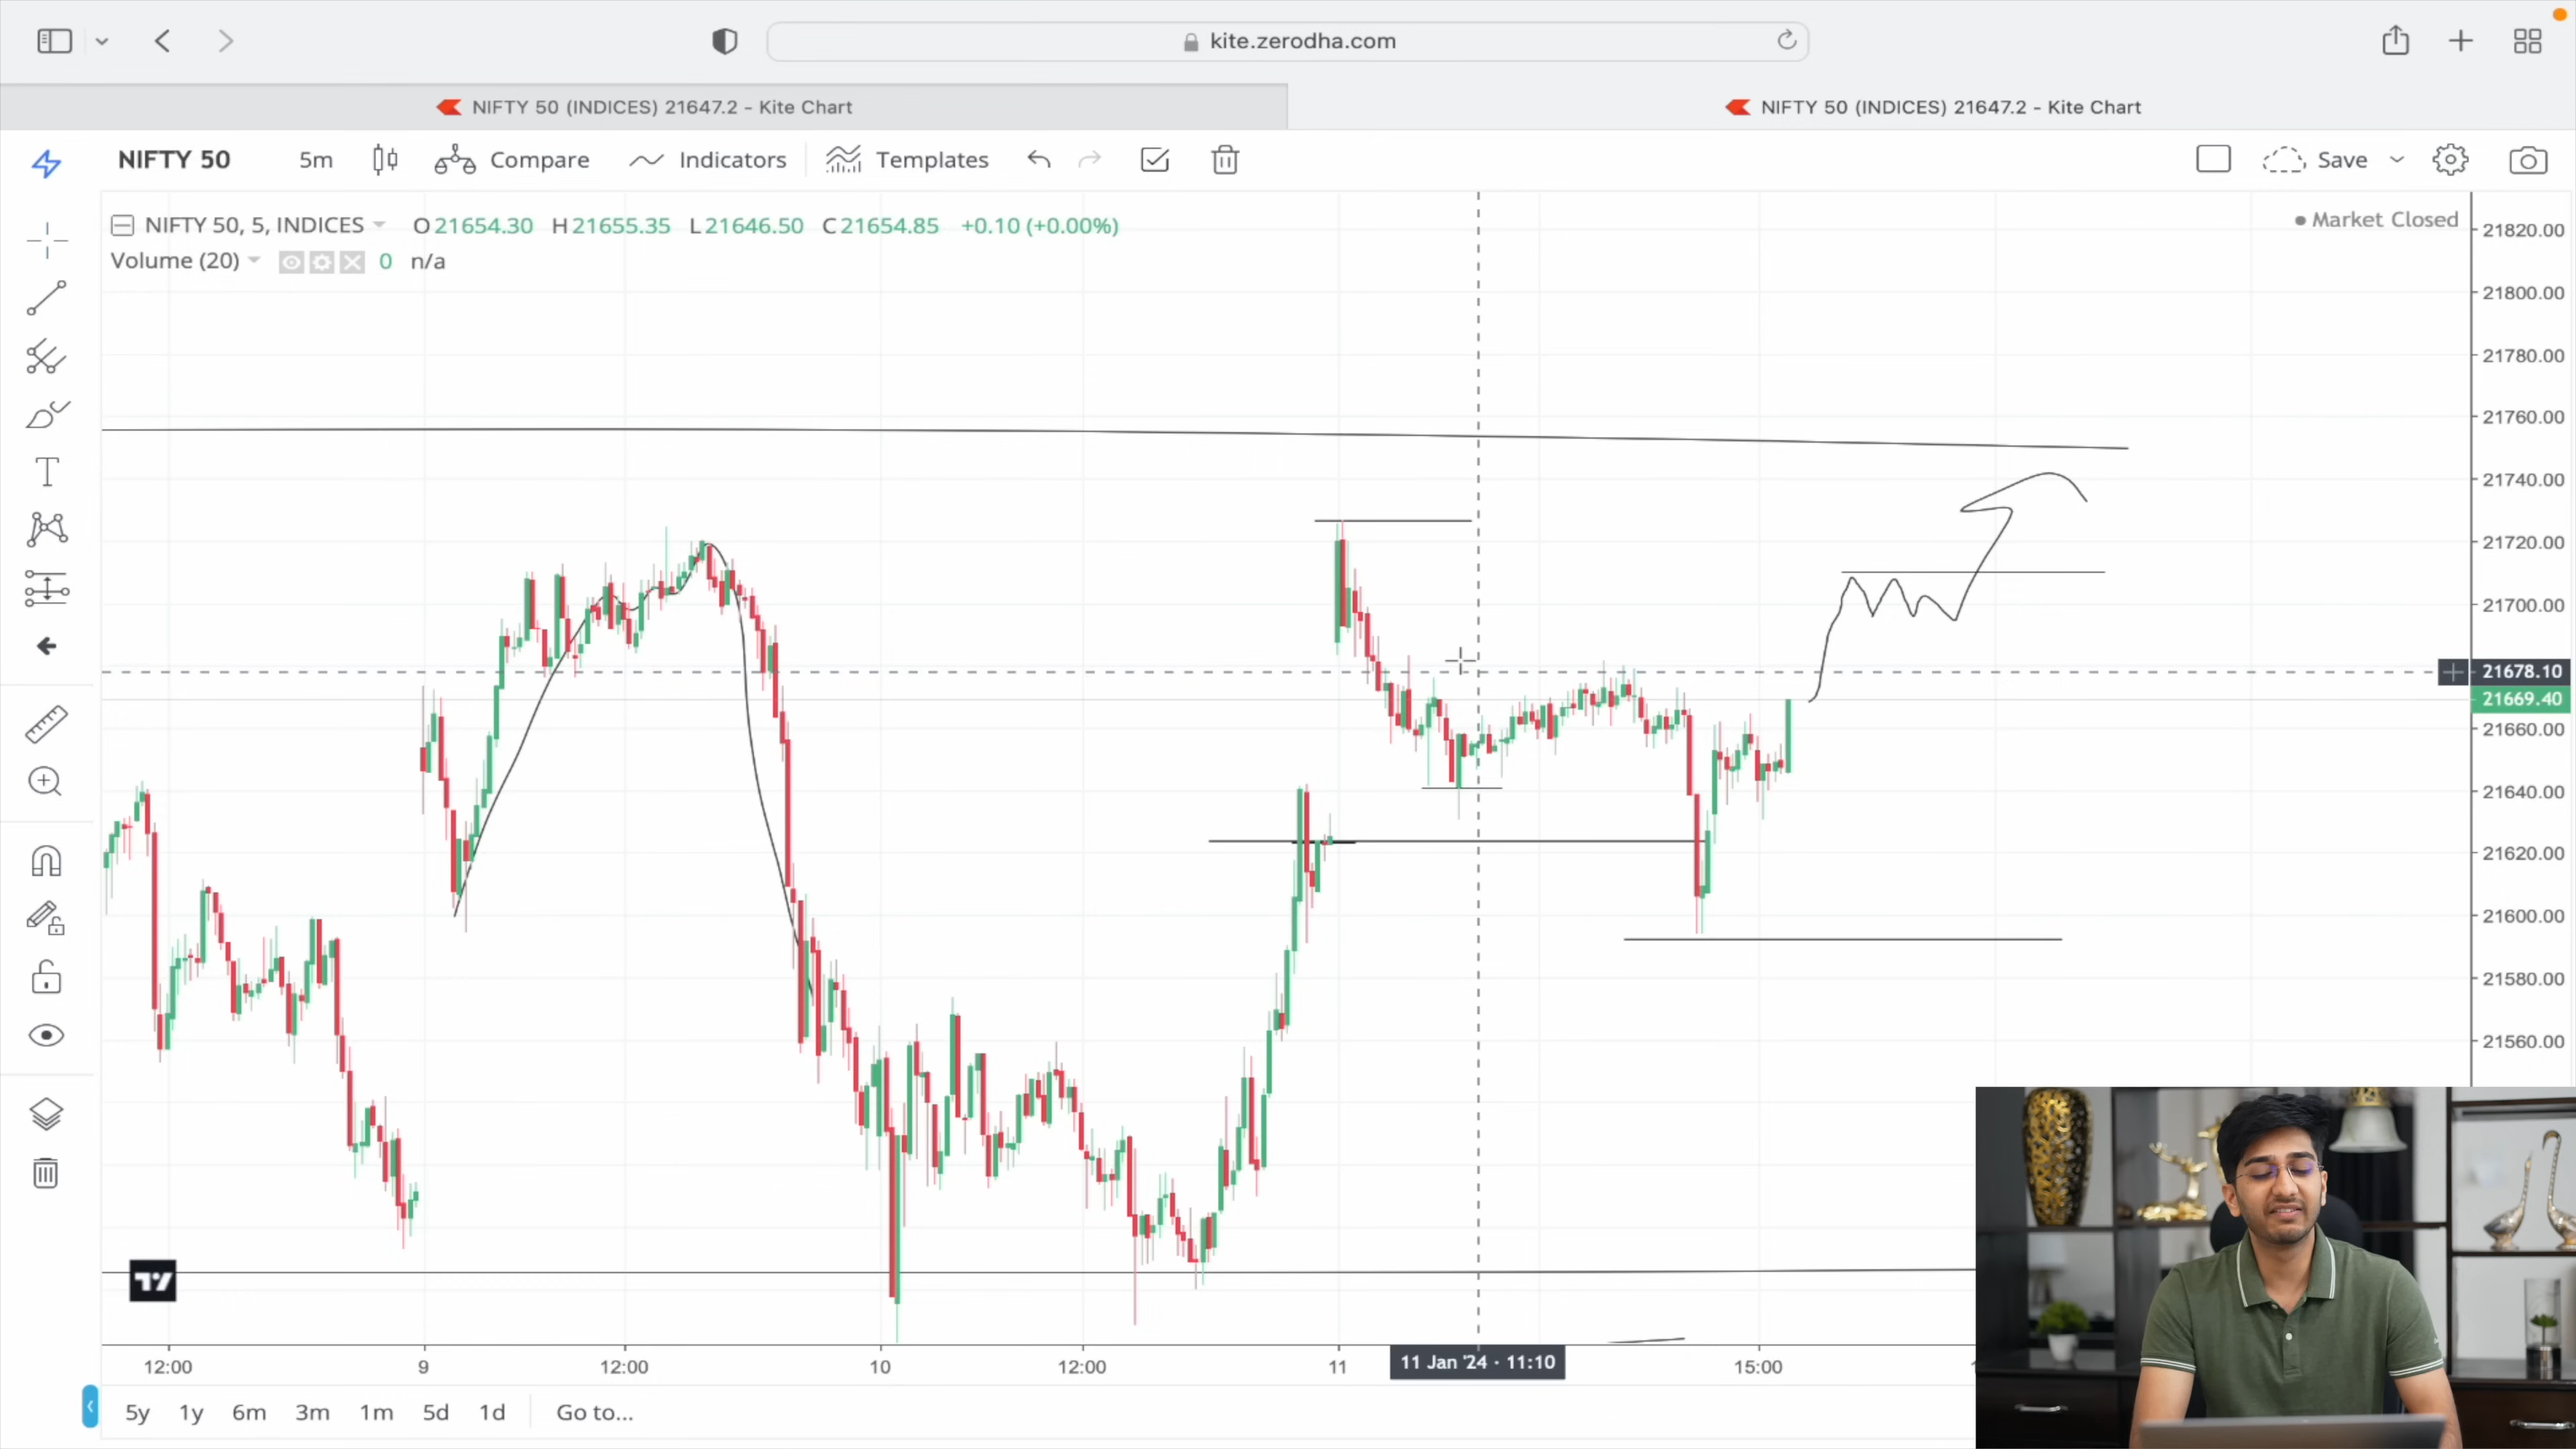 kite.zerodha.com
NIFTY 50 (INDICES) 21647.2 - Kite Chart
NIFTY 50 (INDICES) 21647.2 - Kite Chart
NIFTY 50 5m Compare Indicators Templates Save
NIFTY 50, 5, INDICES O21654.30 H21655.35 L21646.50 C21654.85 +0.10 (+0.00%)
Market Closed
Volume (20) 0 n/a
21820.00
21800.00
21780.00
21760.00
21740.00
21720.00
21700.00
21678.10
21669.40
21660.00
21640.00
21620.00
21600.00
21580.00
21560.00
12:00 9 12:00 10 12:00 11 11 Jan '24 · 11:10 15:00
5y 1y 6m 3m 1m 5d 1d Go to...